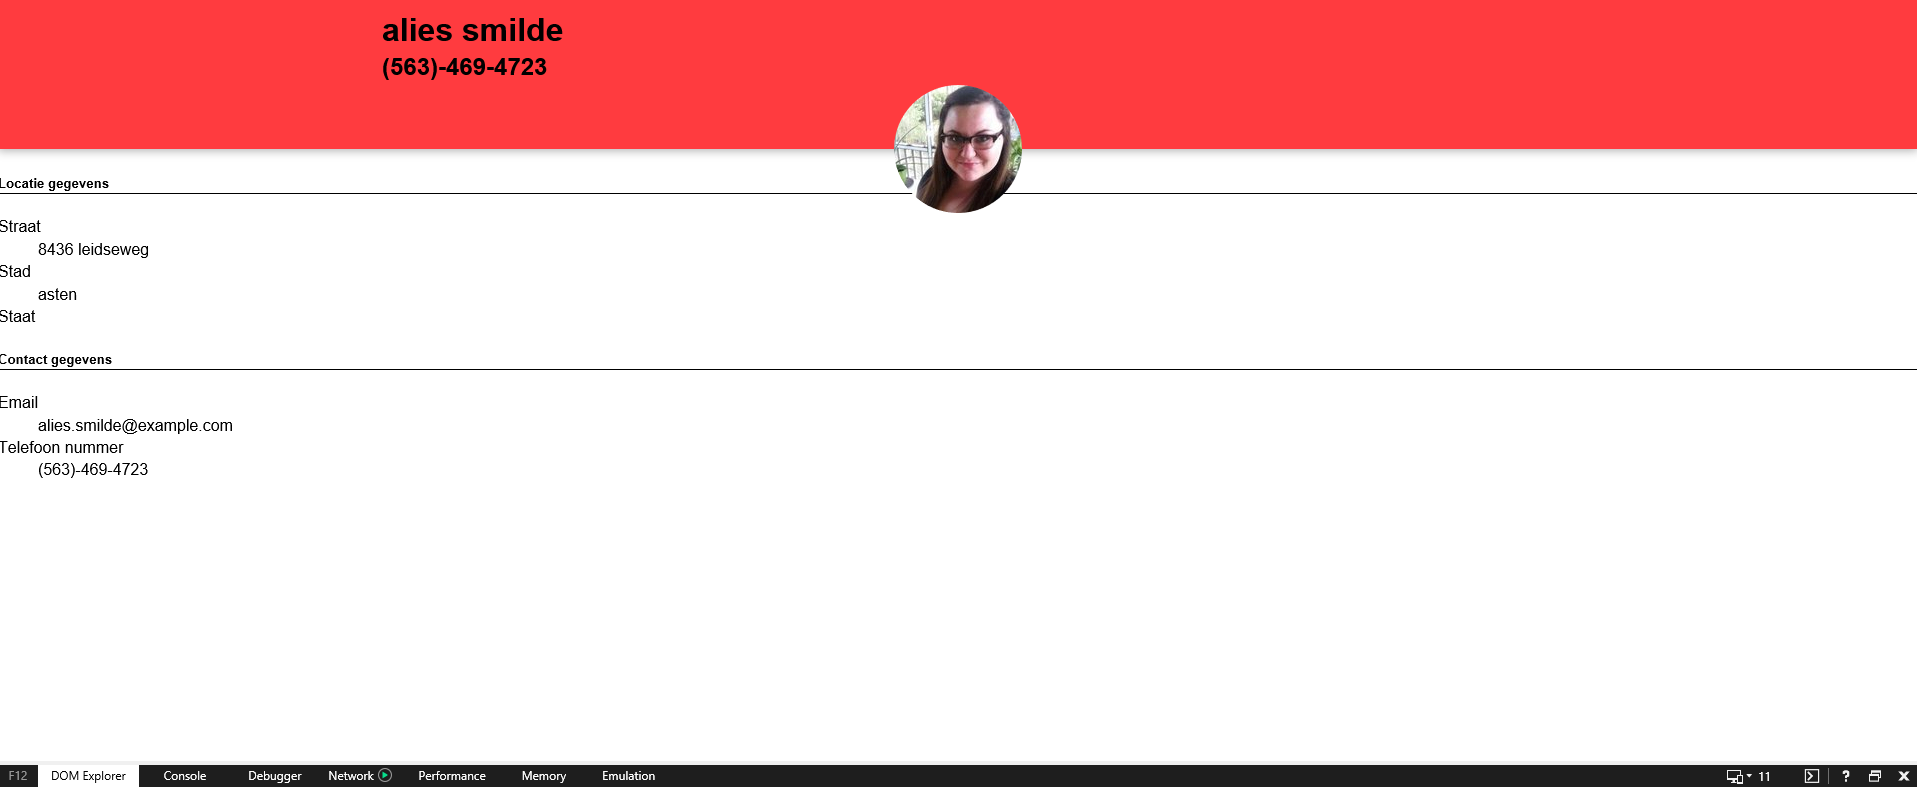 alies smilde
(563)-469-4723
Locatie gegevens
Straat
8436 leidseweg
Stad
asten
Staat
Contact gegevens
Email
alies.smilde@example.com
Telefoon nummer
(563)-469-4723
F12 DOM Explorer Console Debugger Network Performance Memory Emulation 11 ?